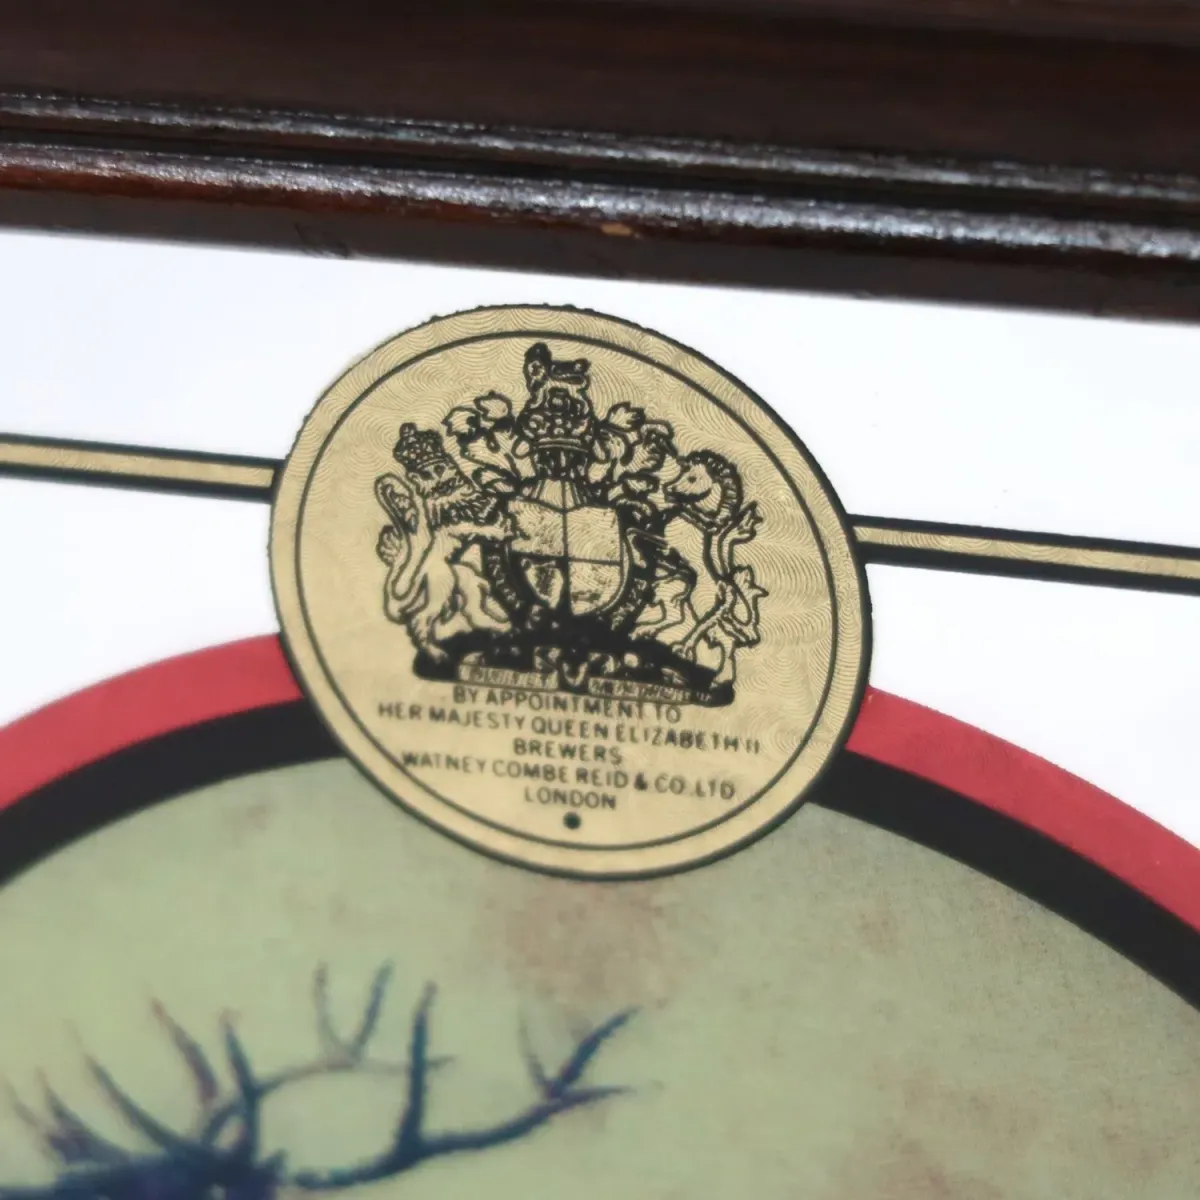 BY APPOINTMENT TO
HER MAJESTY QUEEN ELIZABETH II
BREWERS
WATNEY COMBE REID & CO. LTD
LONDON